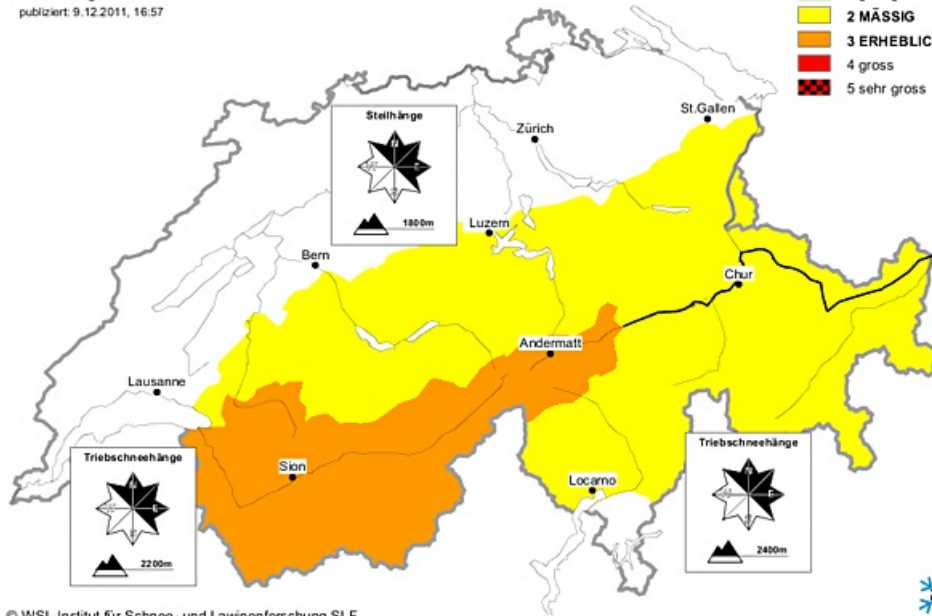 publiziert: 9.12.2011, 16:57
2 MÄSSIG
3 ERHEBLIC
4 gross
5 sehr gross
St.Gallen
Zürich
Steilhänge
N
E
1800m
Luzern
Bern
Chur
Andermatt
Lausanne
Triebschneehänge
N
E
2200m
Sion
Locarno
Triebschneehänge
N
E
2400m
© WSL-Institut für Schnee- und Lawinenforschung SLF